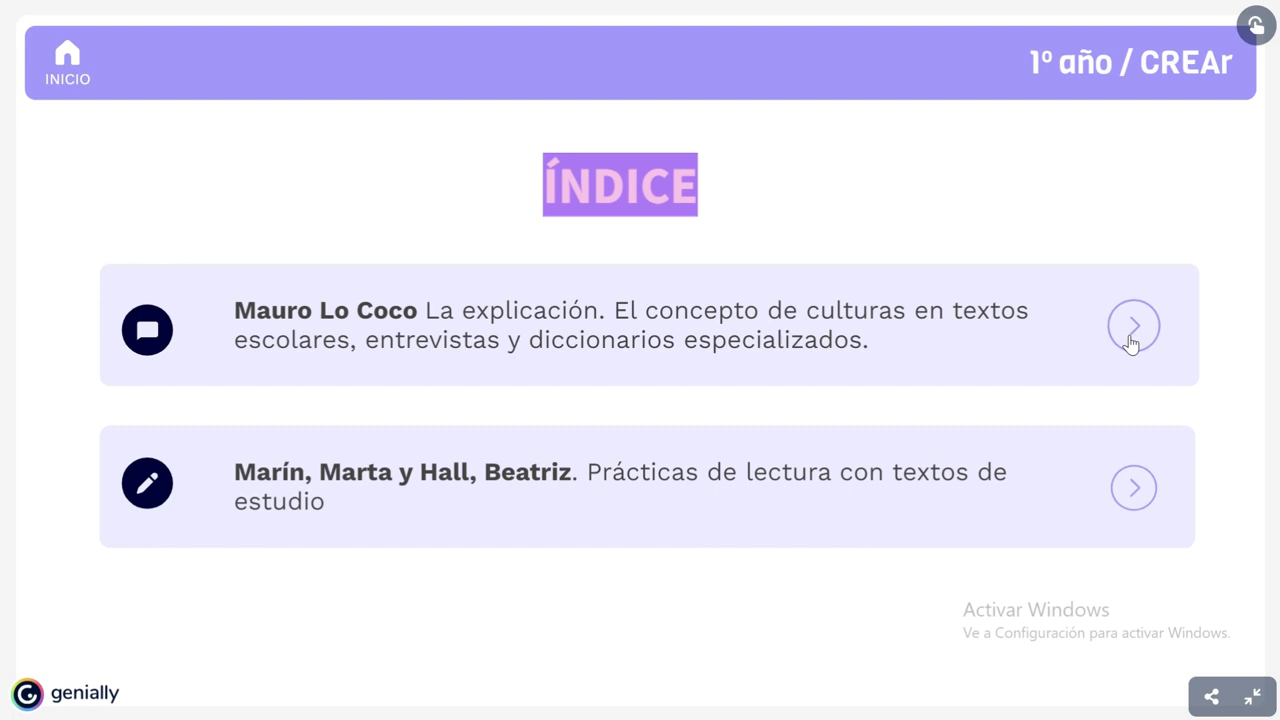 INICIO
1º año / CREAr
ÍNDICE
Mauro Lo Coco La explicación. El concepto de culturas en textos
escolares, entrevistas y diccionarios especializados.
Marín, Marta y Hall, Beatriz. Prácticas de lectura con textos de
estudio
Activar Windows
Ve a Configuración para activar Windows.
genially